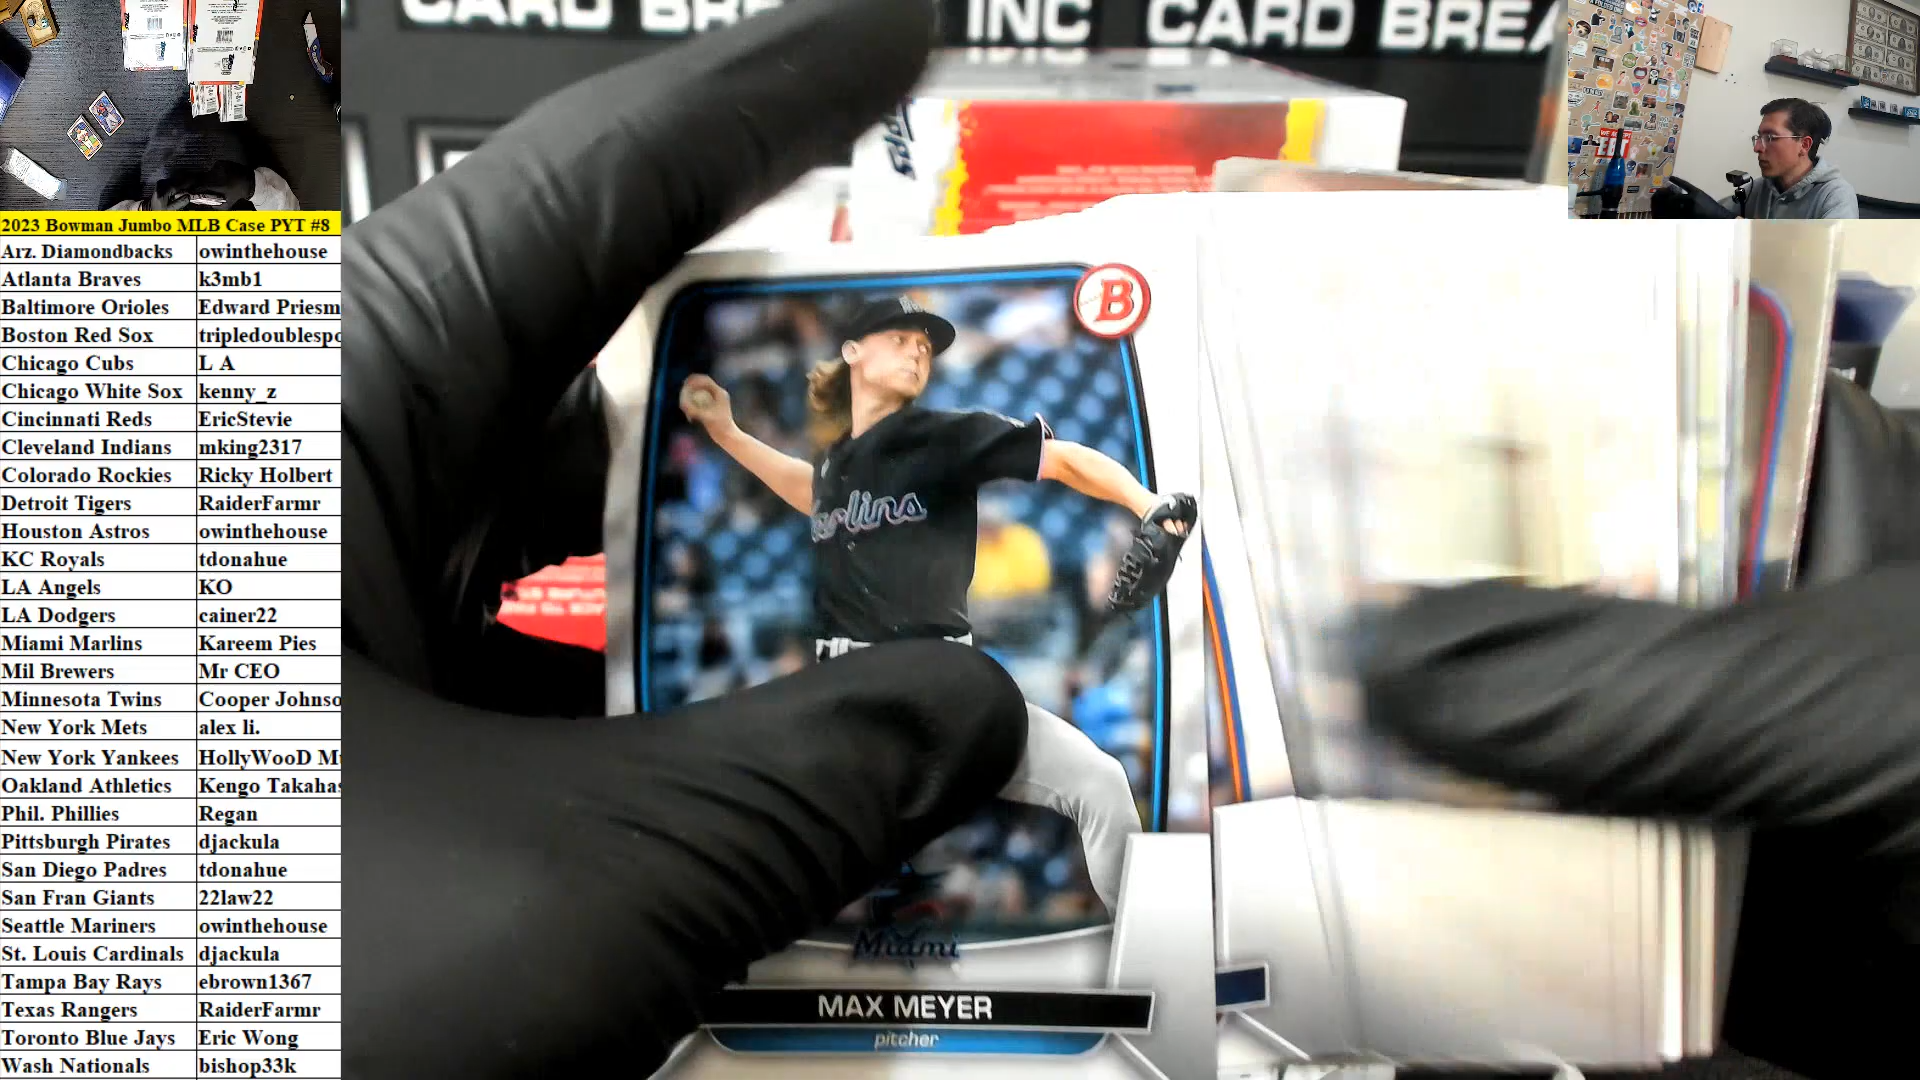 CARD BRE
INC
CARD BREA
2023 Bowman Jumbo MLB Case PYT #8
Arz. Diamondbacks owinthehouse
Atlanta Braves k3mb1
Baltimore Orioles Edward Priesm
Boston Red Sox tripledoublespo
Chicago Cubs L A
Chicago White Sox kenny_z
Cincinnati Reds EricStevie
Cleveland Indians mking2317
Colorado Rockies Ricky Holbert
Detroit Tigers RaiderFarmr
Houston Astros owinthehouse
KC Royals tdonahue
LA Angels KO
LA Dodgers cainer22
Miami Marlins Kareem Pies
Mil Brewers Mr CEO
Minnesota Twins Cooper Johnso
New York Mets alex li.
New York Yankees HollyWooD M
Oakland Athletics Kengo Takahas
Phil. Phillies Regan
Pittsburgh Pirates djackula
San Diego Padres tdonahue
San Fran Giants 22law22
Seattle Mariners owinthehouse
St. Louis Cardinals djackula
Tampa Bay Rays ebrown1367
Texas Rangers RaiderFarmr
Toronto Blue Jays Eric Wong
Wash Nationals bishop33k
B
arlins
Miami
MAX MEYER
pitcher